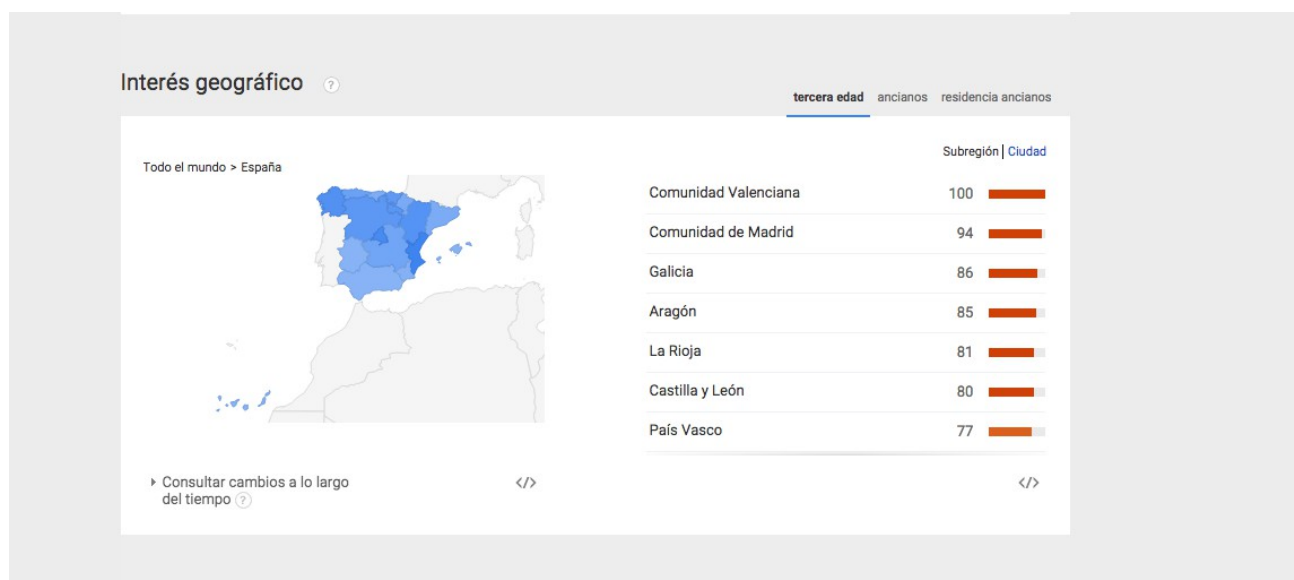 Interés geográfico ?
tercera edad ancianos residencia ancianos
Subregión | Ciudad
Todo el mundo > España
Comunidad Valenciana 100
Comunidad de Madrid 94
Galicia 86
Aragón 85
La Rioja 81
Castilla y León 80
País Vasco 77
Consultar cambios a lo largo
del tiempo ?
</>
</>